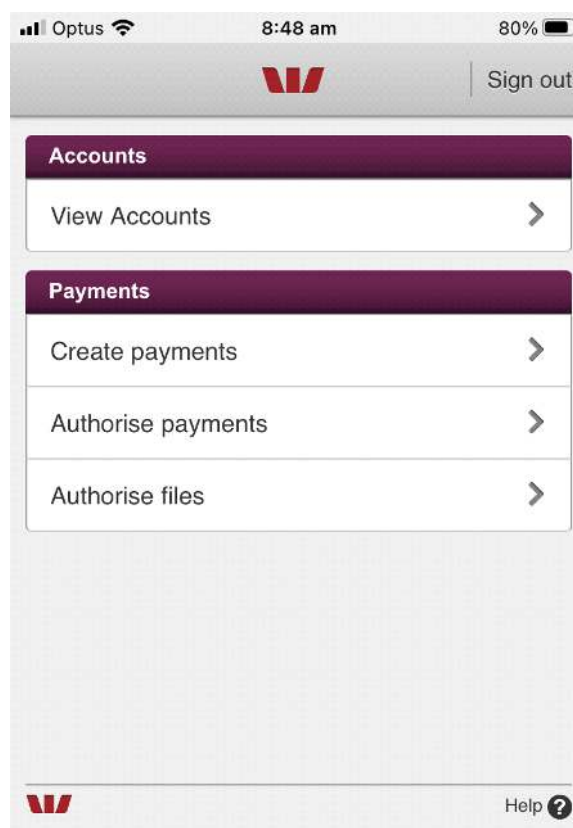 Optus 8:48 am 80%
Sign out
Accounts
View Accounts
Payments
Create payments
Authorise payments
Authorise files
Help ?